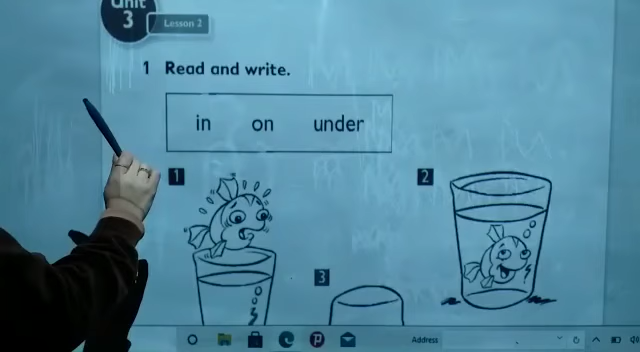 Unit
3
Lesson 2
1 Read and write.
in on under
1
2
3
Address